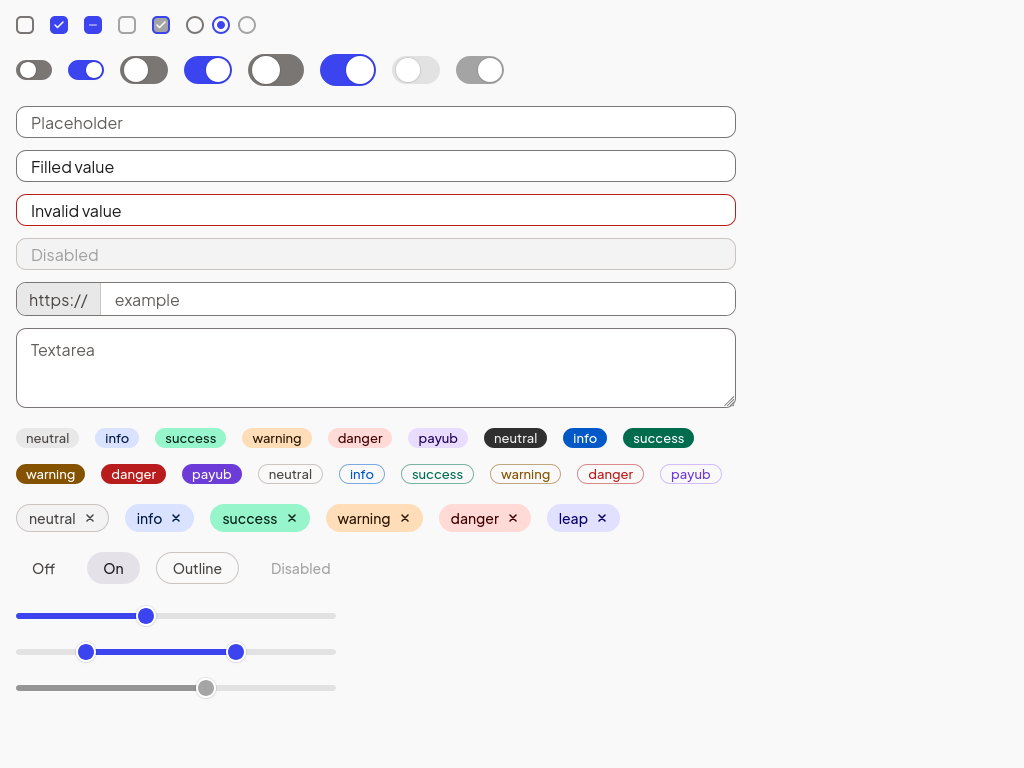 Placeholder
Filled value
Invalid value
Disabled
https:// example
Textarea
neutral info success warning danger payub neutral info success
warning danger payub neutral info success warning danger payub
neutral info success warning danger leap
Off On Outline Disabled